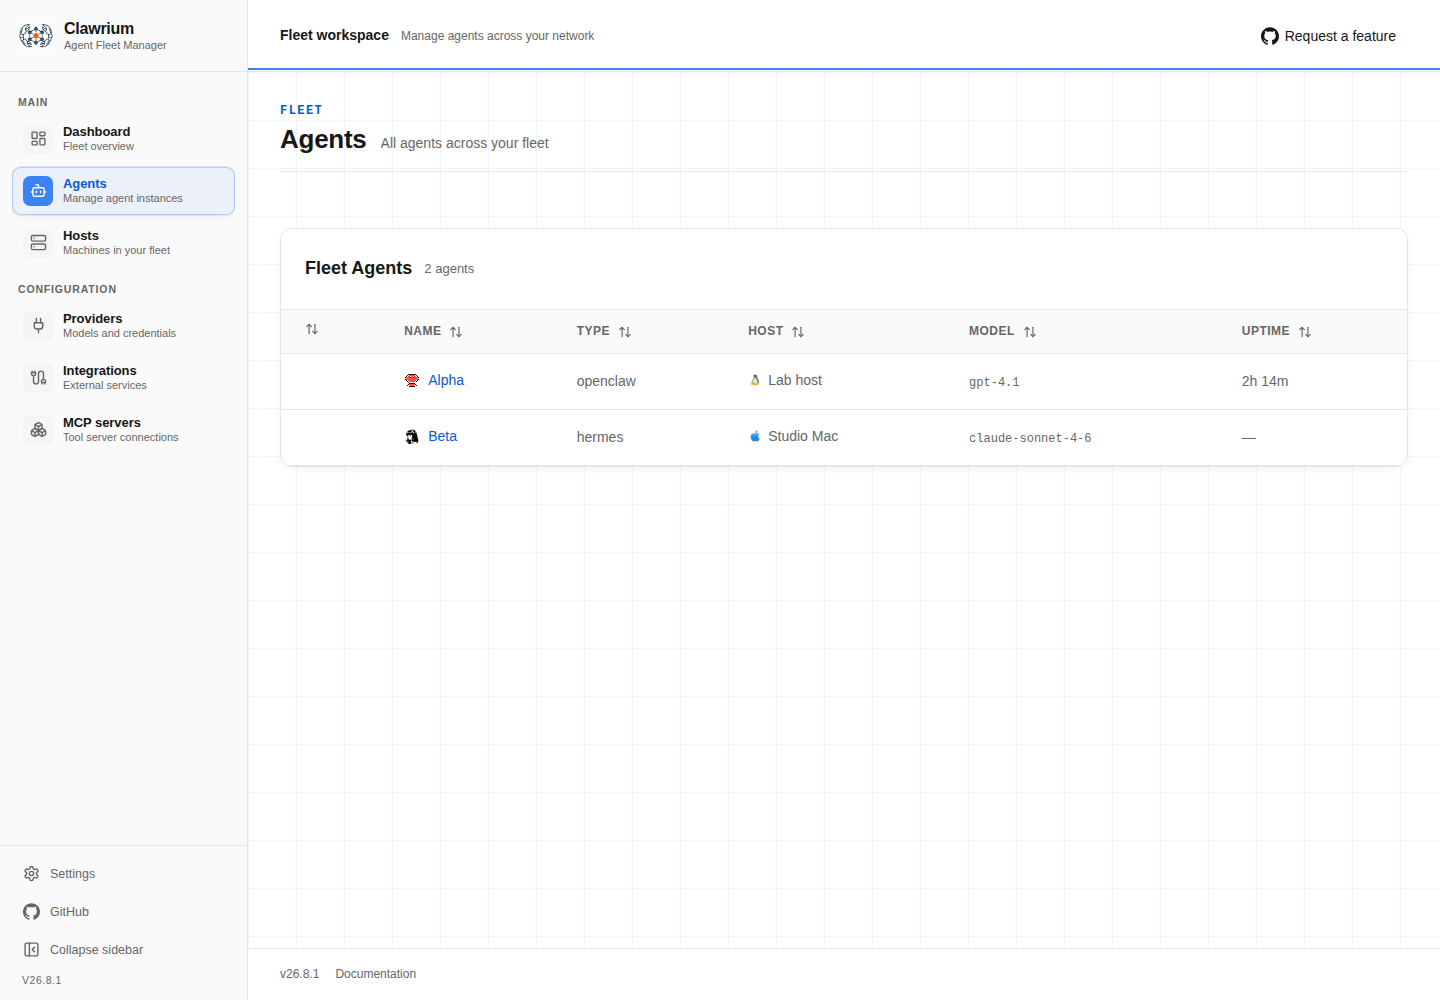 Clawrium
Agent Fleet Manager
MAIN
Dashboard
Fleet overview
Agents
Manage agent instances
Hosts
Machines in your fleet
CONFIGURATION
Providers
Models and credentials
Integrations
External services
MCP servers
Tool server connections
Settings
GitHub
Collapse sidebar
V26.8.1
Fleet workspace Manage agents across your network
Request a feature
FLEET
Agents All agents across your fleet
Fleet Agents 2 agents
NAME TYPE HOST MODEL UPTIME
Alpha openclaw Lab host gpt-4.1 2h 14m
Beta hermes Studio Mac claude-sonnet-4-6 —
v26.8.1 Documentation